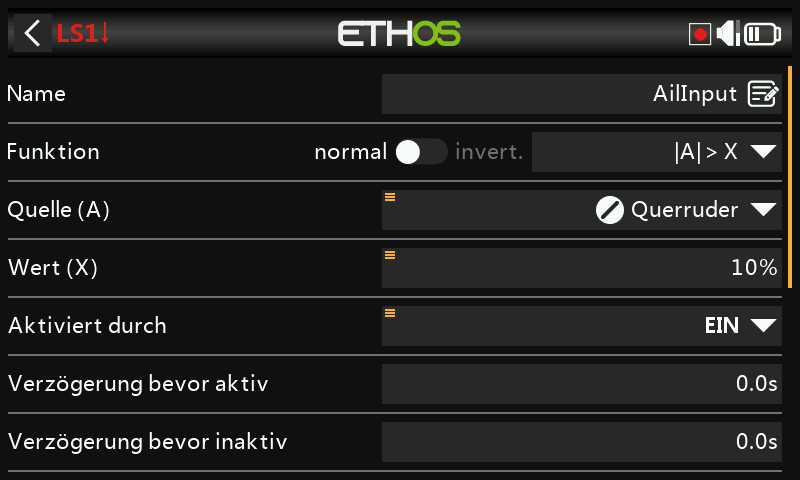 LS1↓ ETHOS
Name AilInput
Funktion normal invert. |A| > X
Quelle (A) Querruder
Wert (X) 10%
Aktiviert durch EIN
Verzögerung bevor aktiv 0.0s
Verzögerung bevor inaktiv 0.0s